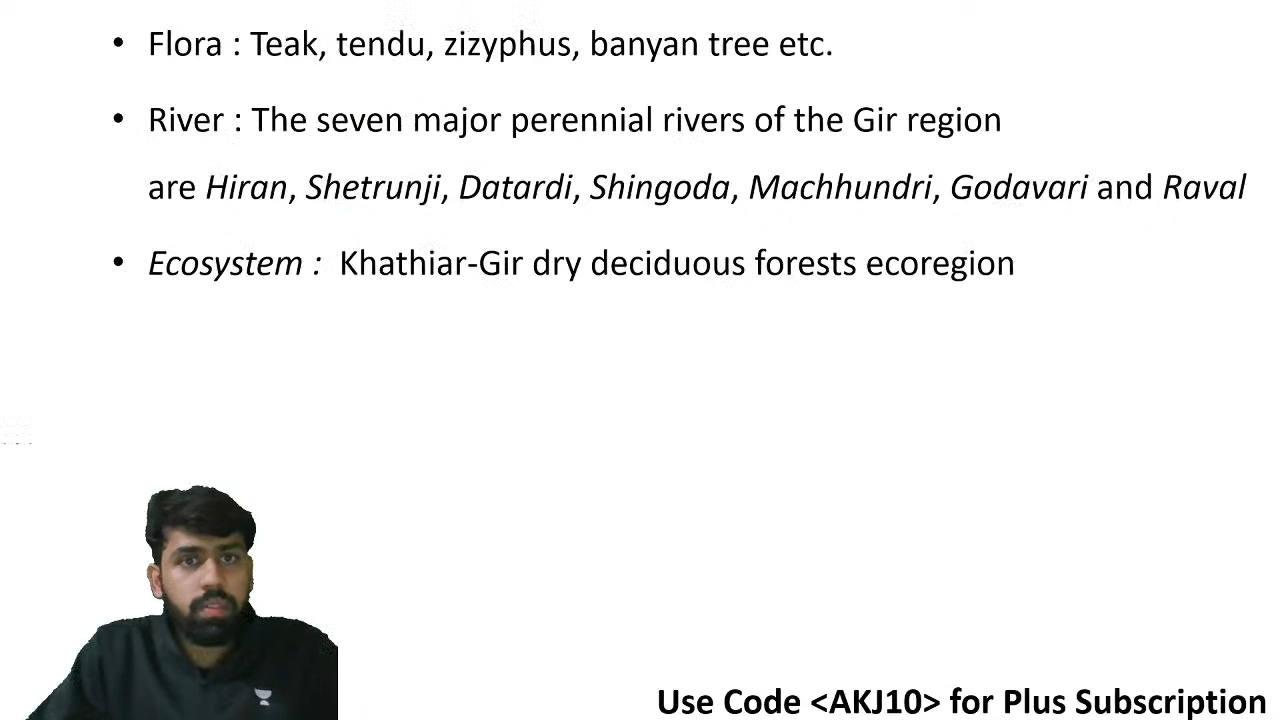 • Flora : Teak, tendu, zizyphus, banyan tree etc.
• River : The seven major perennial rivers of the Gir region
are Hiran, Shetrunji, Datardi, Shingoda, Machhundri, Godavari and Raval
• Ecosystem : Khathiar-Gir dry deciduous forests ecoregion
Use Code <AKJ10> for Plus Subscription